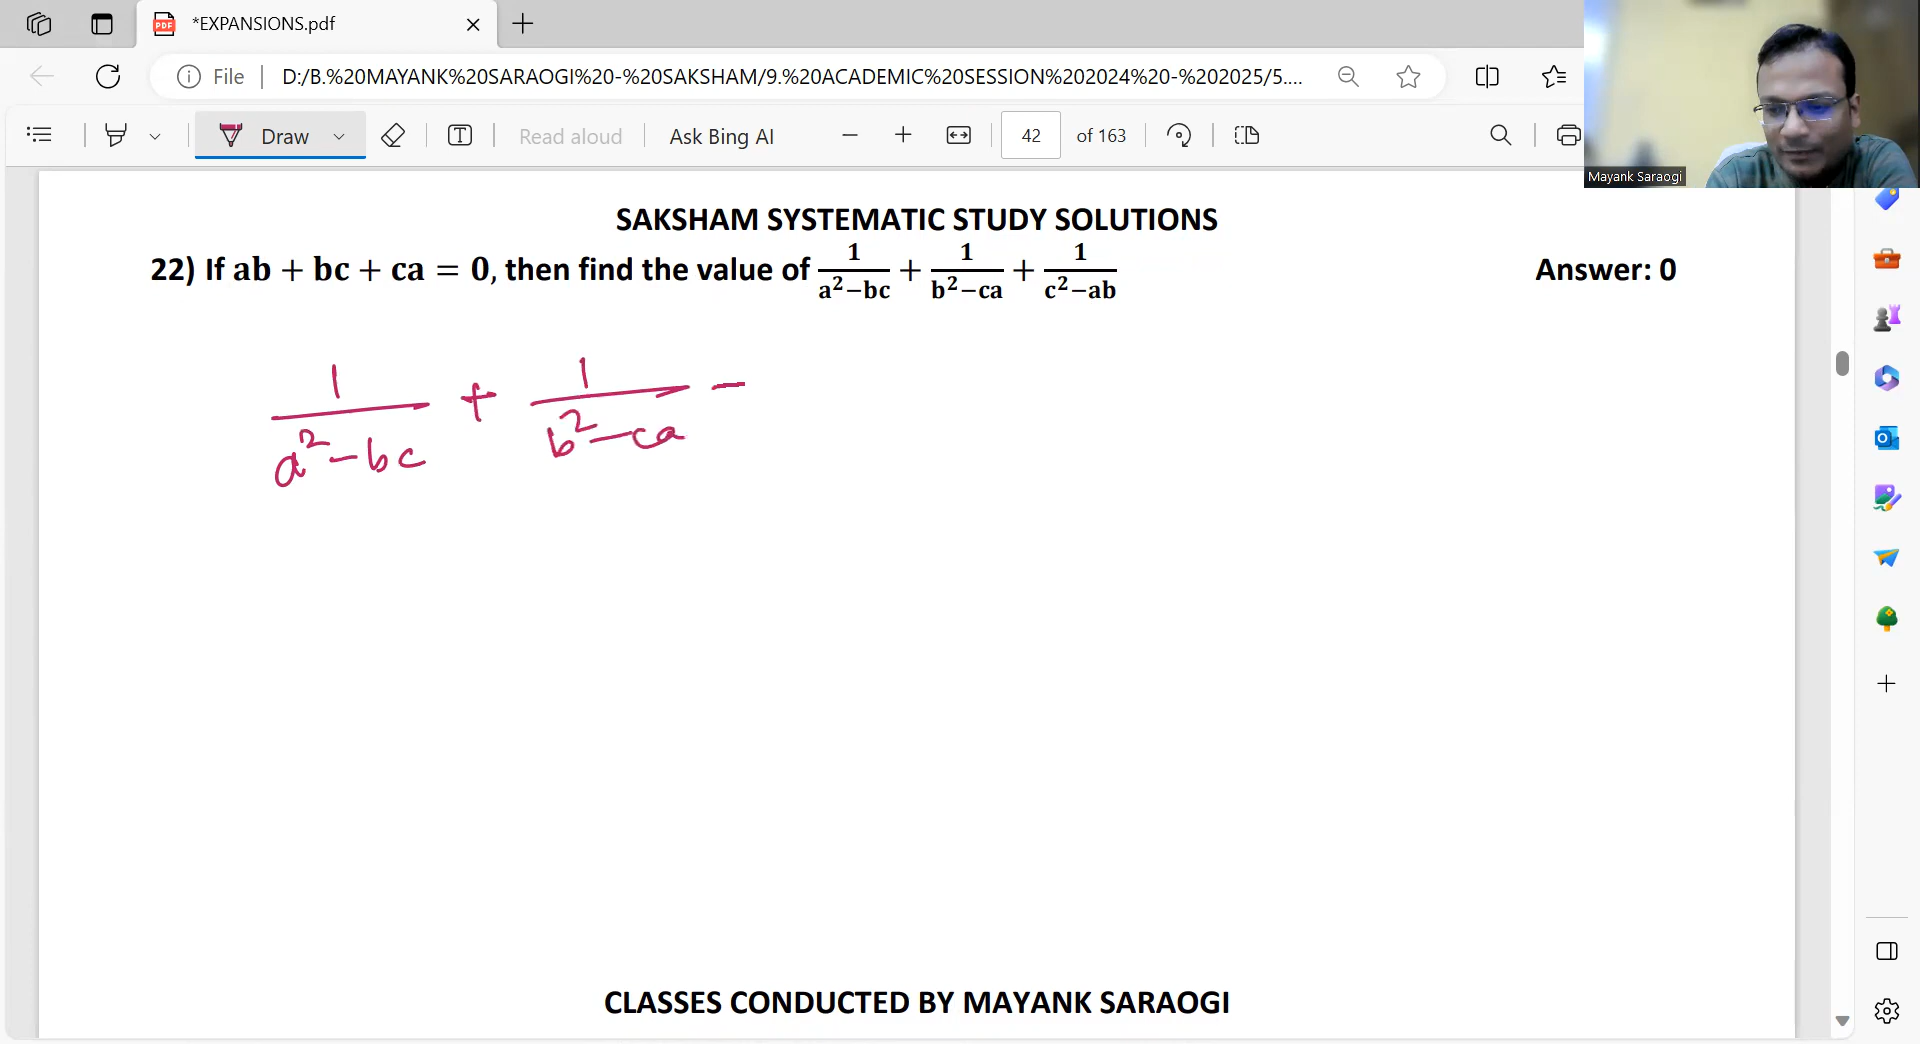 *EXPANSIONS.pdf
File | D:/B.%20MAYANK%20SARAOGI%20-%20SAKSHAM/9.%20ACADEMIC%20SESSION%202024%20-%202025/5....
Draw
Read aloud
Ask Bing AI
42 of 163
Mayank Saraogi
SAKSHAM SYSTEMATIC STUDY SOLUTIONS
22) If ab + bc + ca = 0, then find the value of 1/(a²−bc) + 1/(b²−ca) + 1/(c²−ab) Answer: 0
1/(a²−bc) + 1/(b²−ca) −
CLASSES CONDUCTED BY MAYANK SARAOGI